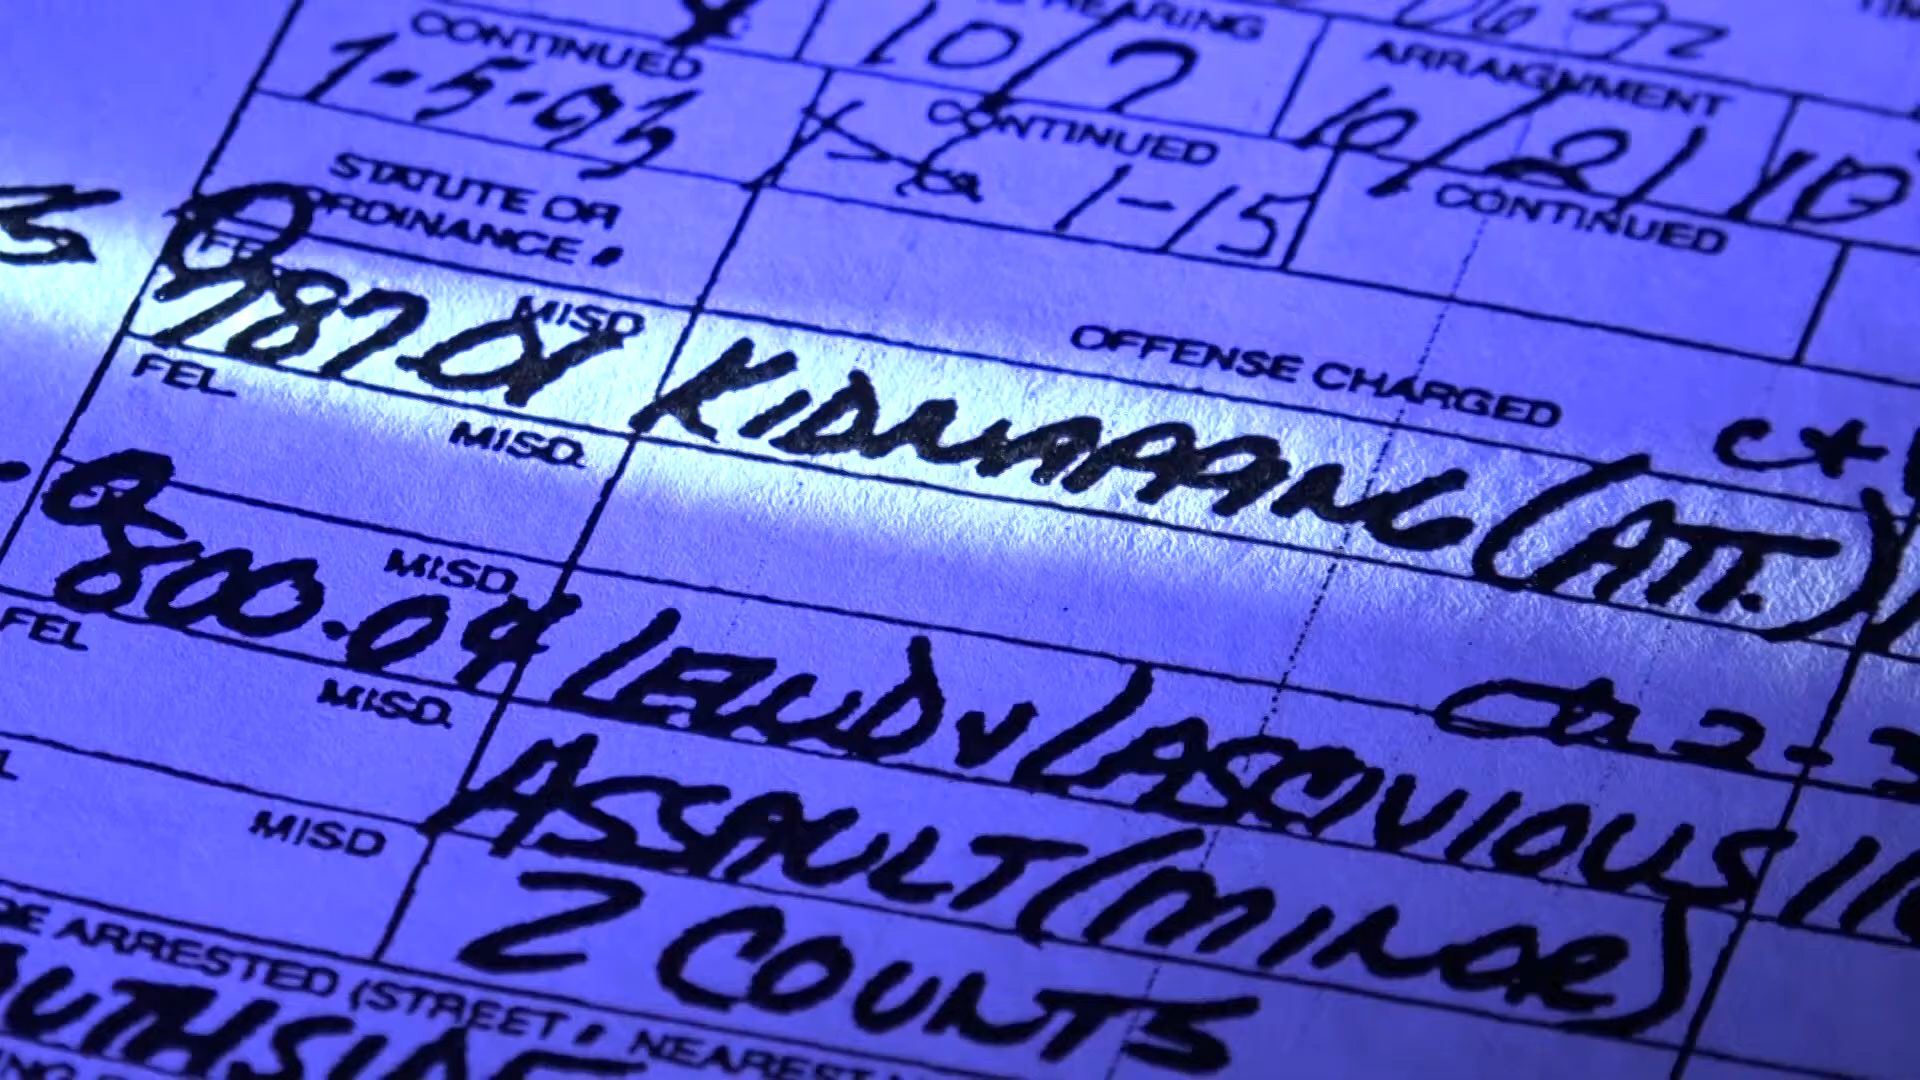 HEARING
CONTINUED 10/7 ARRAIGNMENT
1-5-93 CONTINUED 10/21
1-15 CONTINUED
STATUTE OR
ORDINANCE
MISD OFFENSE CHARGED
787.01 KIDNAPPING (ATT.)
FEL MISD.
MISD.
800.04 LEWD & LASCIVIOUS
FEL MISD. ASSAULT (MINOR)
MISD 2 COUNTS
ARRESTED (STREET, NEAREST